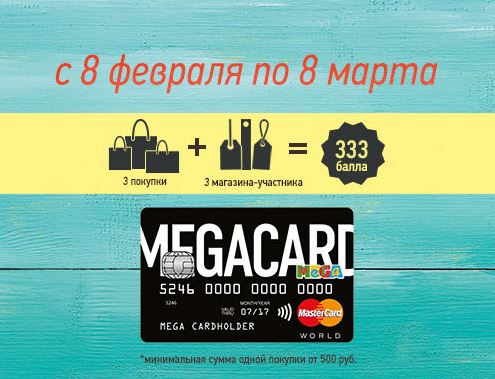 с 8 февраля по 8 марта
+ =
333
балла
3 покупки 3 магазина-участника
MEGACARD
MEGA
5246 0000 0000 0000
5246
MONTH/YEAR
07/17
MasterCard
MEGA CARDHOLDER
WORLD
*минимальная сумма одной покупки от 500 руб.